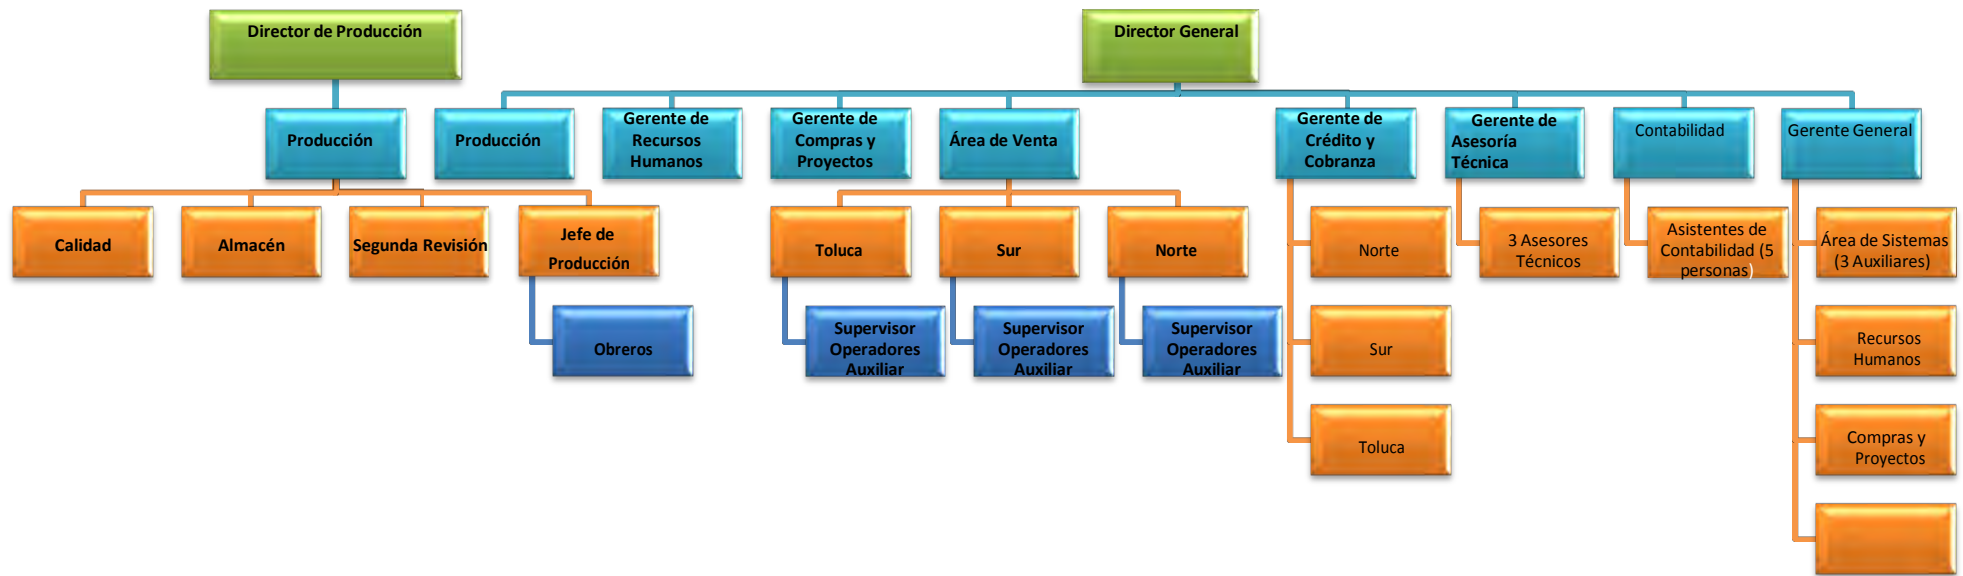 Director de Producción
Director General
Producción
Producción
Gerente de
Recursos
Humanos
Gerente de
Compras y
Proyectos
Área de Venta
Gerente de
Crédito y
Cobranza
Gerente de
Asesoría
Técnica
Contabilidad
Gerente General
Calidad
Almacén
Segunda Revisión
Jefe de
Producción
Toluca
Sur
Norte
Norte
3 Asesores
Técnicos
Asistentes de
Contabilidad (5
personas)
Área de Sistemas
(3 Auxiliares)
Obreros
Supervisor
Operadores
Auxiliar
Supervisor
Operadores
Auxiliar
Supervisor
Operadores
Auxiliar
Sur
Recursos
Humanos
Toluca
Compras y
Proyectos